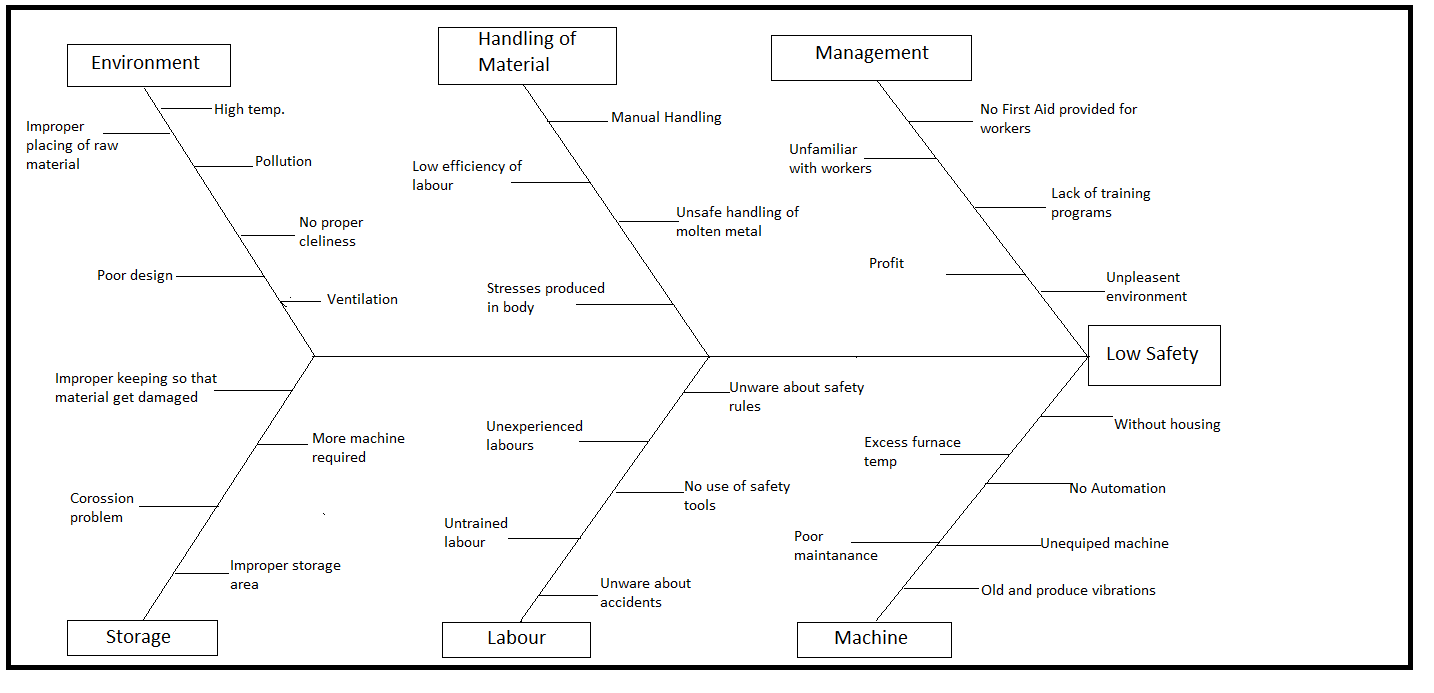 Environment
High temp.
Improper
placing of raw
material
Pollution
No proper
cleliness
Poor design
Ventilation
Handling of
Material
Manual Handling
Low efficiency of
labour
Unsafe handling of
molten metal
Stresses produced
in body
Management
No First Aid provided for
workers
Unfamiliar
with workers
Lack of training
programs
Profit
Unpleasent
environment
Low Safety
Improper keeping so that
material get damaged
More machine
required
Corossion
problem
Improper storage
area
Storage
Unware about safety
rules
Unexperienced
labours
No use of safety
tools
Untrained
labour
Unware about
accidents
Labour
Without housing
Excess furnace
temp
No Automation
Poor
maintanance
Unequiped machine
Old and produce vibrations
Machine